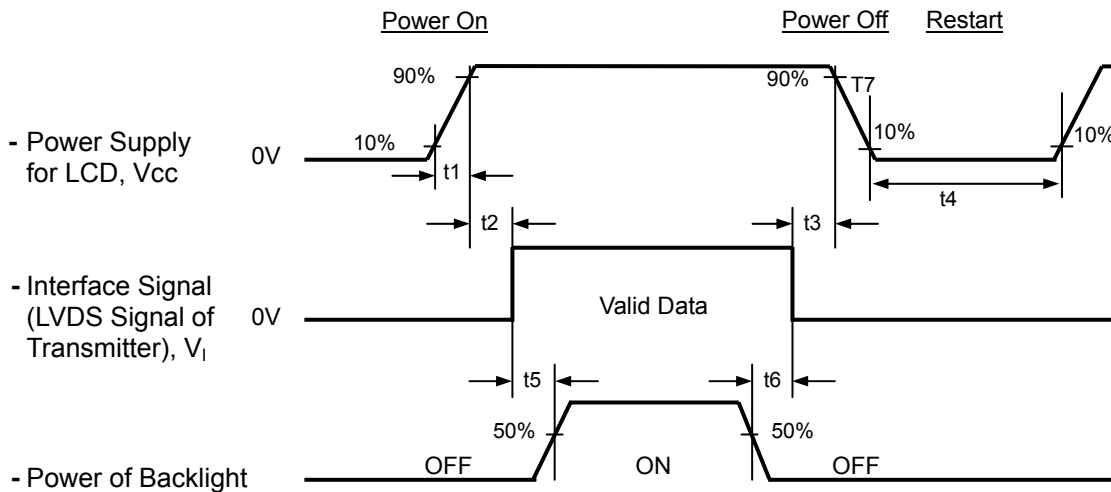 Power On
Power Off
Restart
90%
90%
T7
- Power Supply
for LCD, Vcc
0V
10%
10%
10%
t1
t4
t2
t3
- Interface Signal
(LVDS Signal of
Transmitter), VI
0V
Valid Data
t5
t6
50%
50%
- Power of Backlight
OFF
ON
OFF